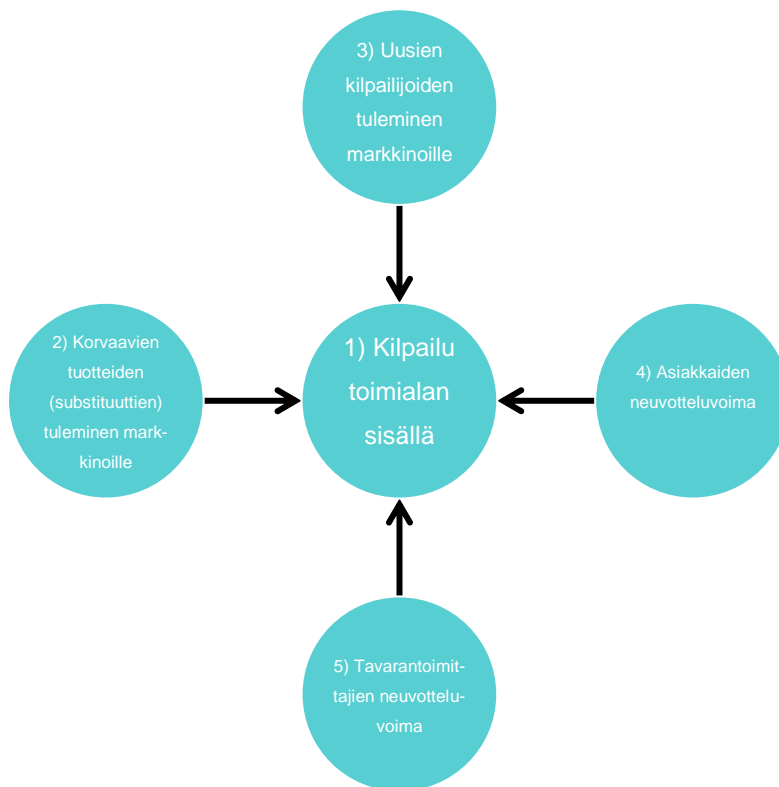 3) Uusien
kilpailijoiden
tuleminen
markkinoille
2) Korvaavien
tuotteiden
(substituuttien)
tuleminen mark-
kinoille
1) Kilpailu
toimialan
sisällä
4) Asiakkaiden
neuvotteluvoima
5) Tavarantoimit-
tajien neuvottelu-
voima